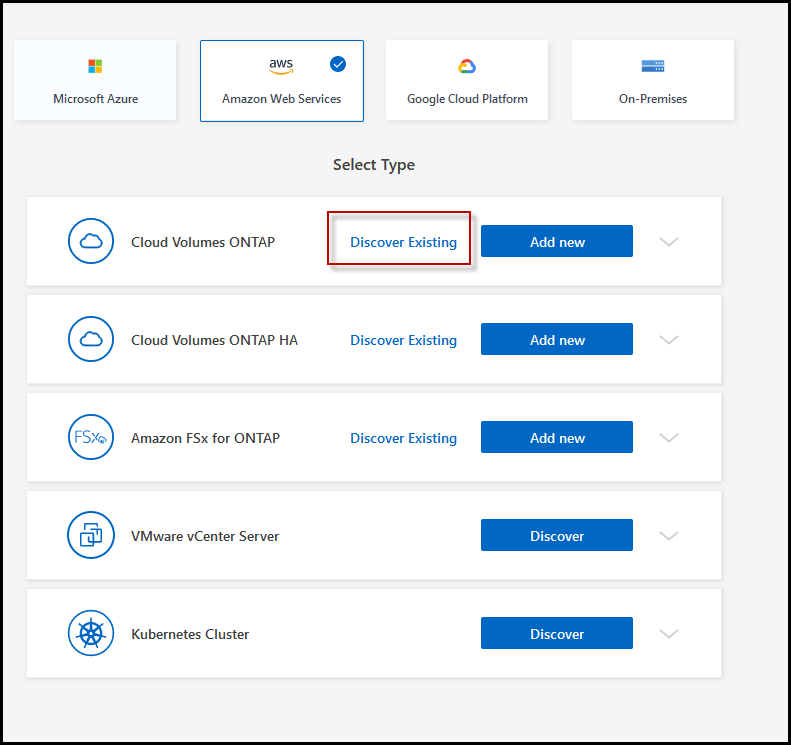 aws
Microsoft Azure
Amazon Web Services
Google Cloud Platform
On-Premises
Select Type
Cloud Volumes ONTAP
Discover Existing
Add new
Cloud Volumes ONTAP HA
Discover Existing
Add new
FSx
Amazon FSx for ONTAP
Discover Existing
Add new
VMware vCenter Server
Discover
Kubernetes Cluster
Discover